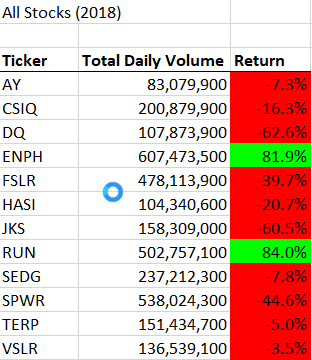 All Stocks (2018)
Ticker Total Daily Volume Return
AY 83,079,900 -7.3%
CSIQ 200,879,900 -16.3%
DQ 107,873,900 -62.6%
ENPH 607,473,500 81.9%
FSLR 478,113,900 -39.7%
HASI 104,340,600 -20.7%
JKS 158,309,000 -60.5%
RUN 502,757,100 84.0%
SEDG 237,212,300 -7.8%
SPWR 538,024,300 -44.6%
TERP 151,434,700 -5.0%
VSLR 136,539,100 -3.5%